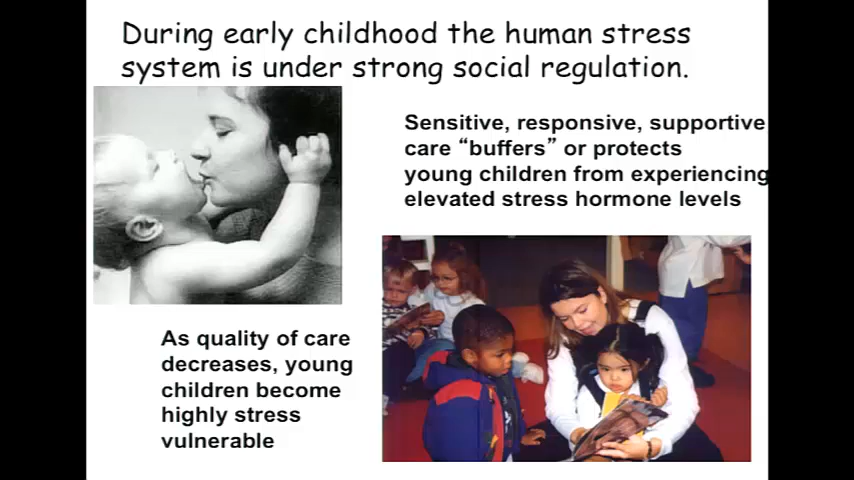 During early childhood the human stress
system is under strong social regulation.
Sensitive, responsive, supportive
care “buffers” or protects
young children from experiencing
elevated stress hormone levels
As quality of care
decreases, young
children become
highly stress
vulnerable